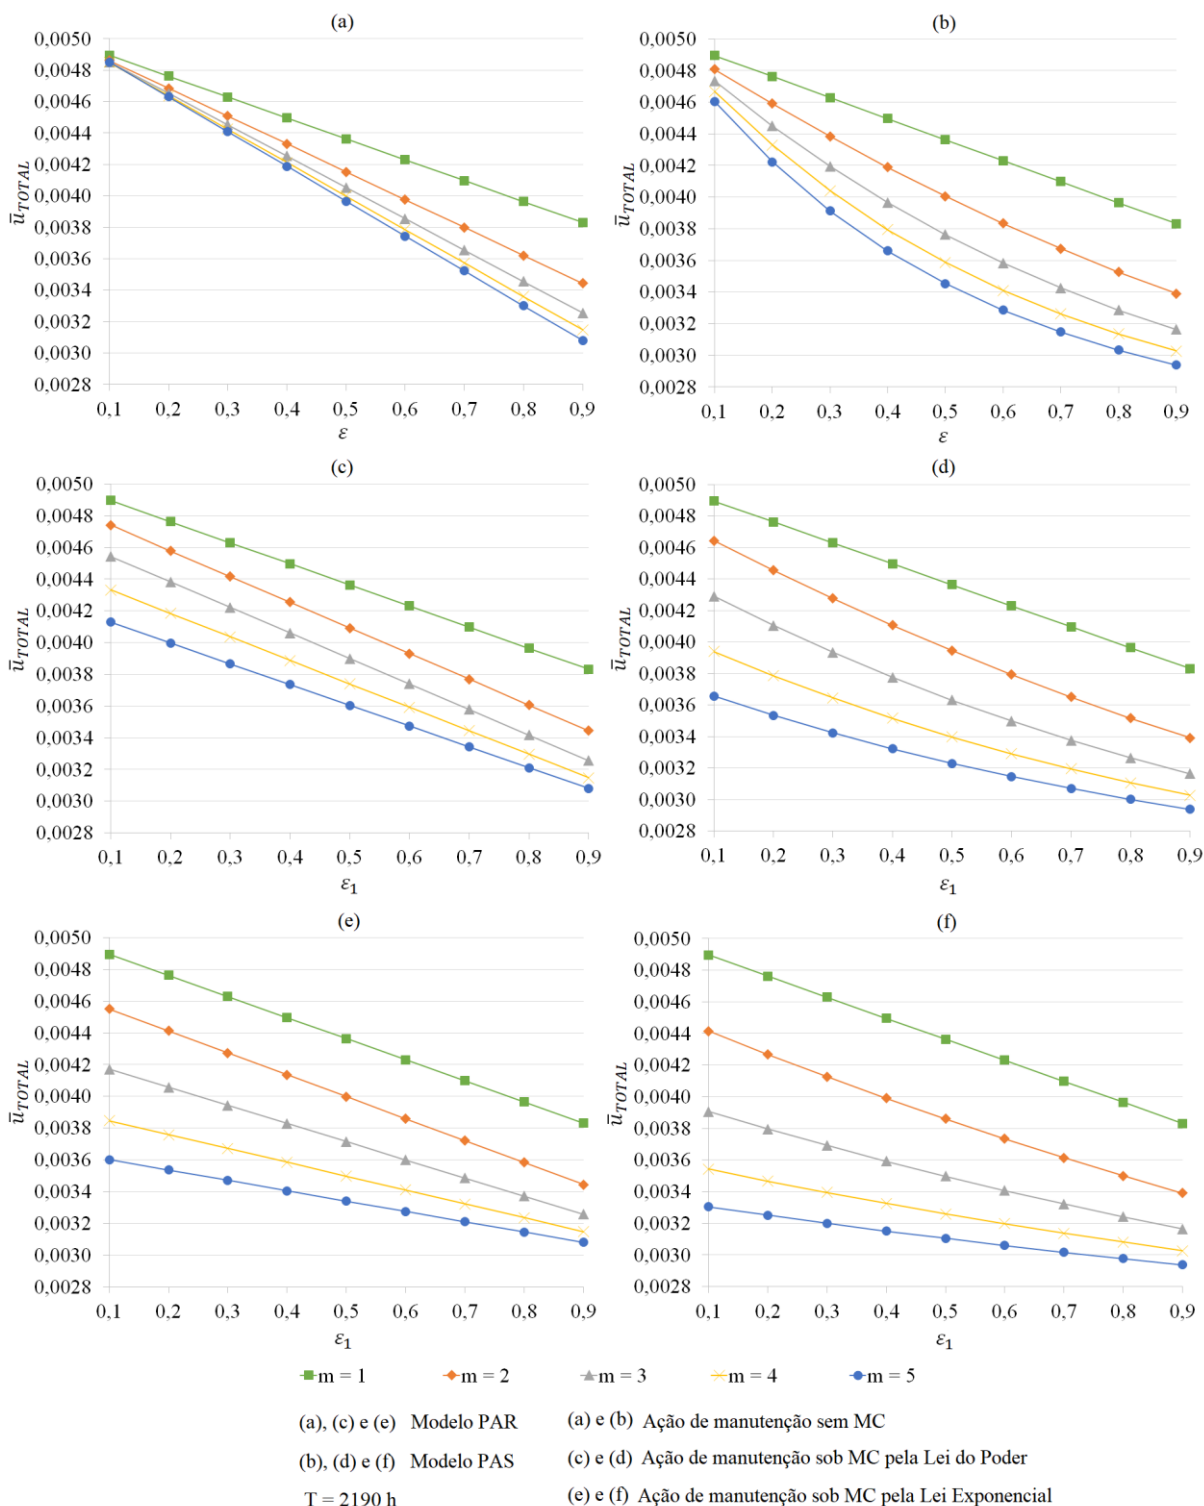 (a)
0,0050
0,0048
0,0046
0,0044
0,0042
0,0040
0,0038
0,0036
0,0034
0,0032
0,0030
0,0028
ū_TOTAL
0,1 0,2 0,3 0,4 0,5 0,6 0,7 0,8 0,9
ε
(b)
0,0050
0,0048
0,0046
0,0044
0,0042
0,0040
0,0038
0,0036
0,0034
0,0032
0,0030
0,0028
ū_TOTAL
0,1 0,2 0,3 0,4 0,5 0,6 0,7 0,8 0,9
ε
(c)
0,0050
0,0048
0,0046
0,0044
0,0042
0,0040
0,0038
0,0036
0,0034
0,0032
0,0030
0,0028
ū_TOTAL
0,1 0,2 0,3 0,4 0,5 0,6 0,7 0,8 0,9
ε₁
(d)
0,0050
0,0048
0,0046
0,0044
0,0042
0,0040
0,0038
0,0036
0,0034
0,0032
0,0030
0,0028
ū_TOTAL
0,1 0,2 0,3 0,4 0,5 0,6 0,7 0,8 0,9
ε₁
(e)
0,0050
0,0048
0,0046
0,0044
0,0042
0,0040
0,0038
0,0036
0,0034
0,0032
0,0030
0,0028
ū_TOTAL
0,1 0,2 0,3 0,4 0,5 0,6 0,7 0,8 0,9
ε₁
(f)
0,0050
0,0048
0,0046
0,0044
0,0042
0,0040
0,0038
0,0036
0,0034
0,0032
0,0030
0,0028
ū_TOTAL
0,1 0,2 0,3 0,4 0,5 0,6 0,7 0,8 0,9
ε₁
m = 1 m = 2 m = 3 m = 4 m = 5
(a), (c) e (e) Modelo PAR
(a) e (b) Ação de manutenção sem MC
(b), (d) e (f) Modelo PAS
(c) e (d) Ação de manutenção sob MC pela Lei do Poder
T = 2190 h
(e) e (f) Ação de manutenção sob MC pela Lei Exponencial